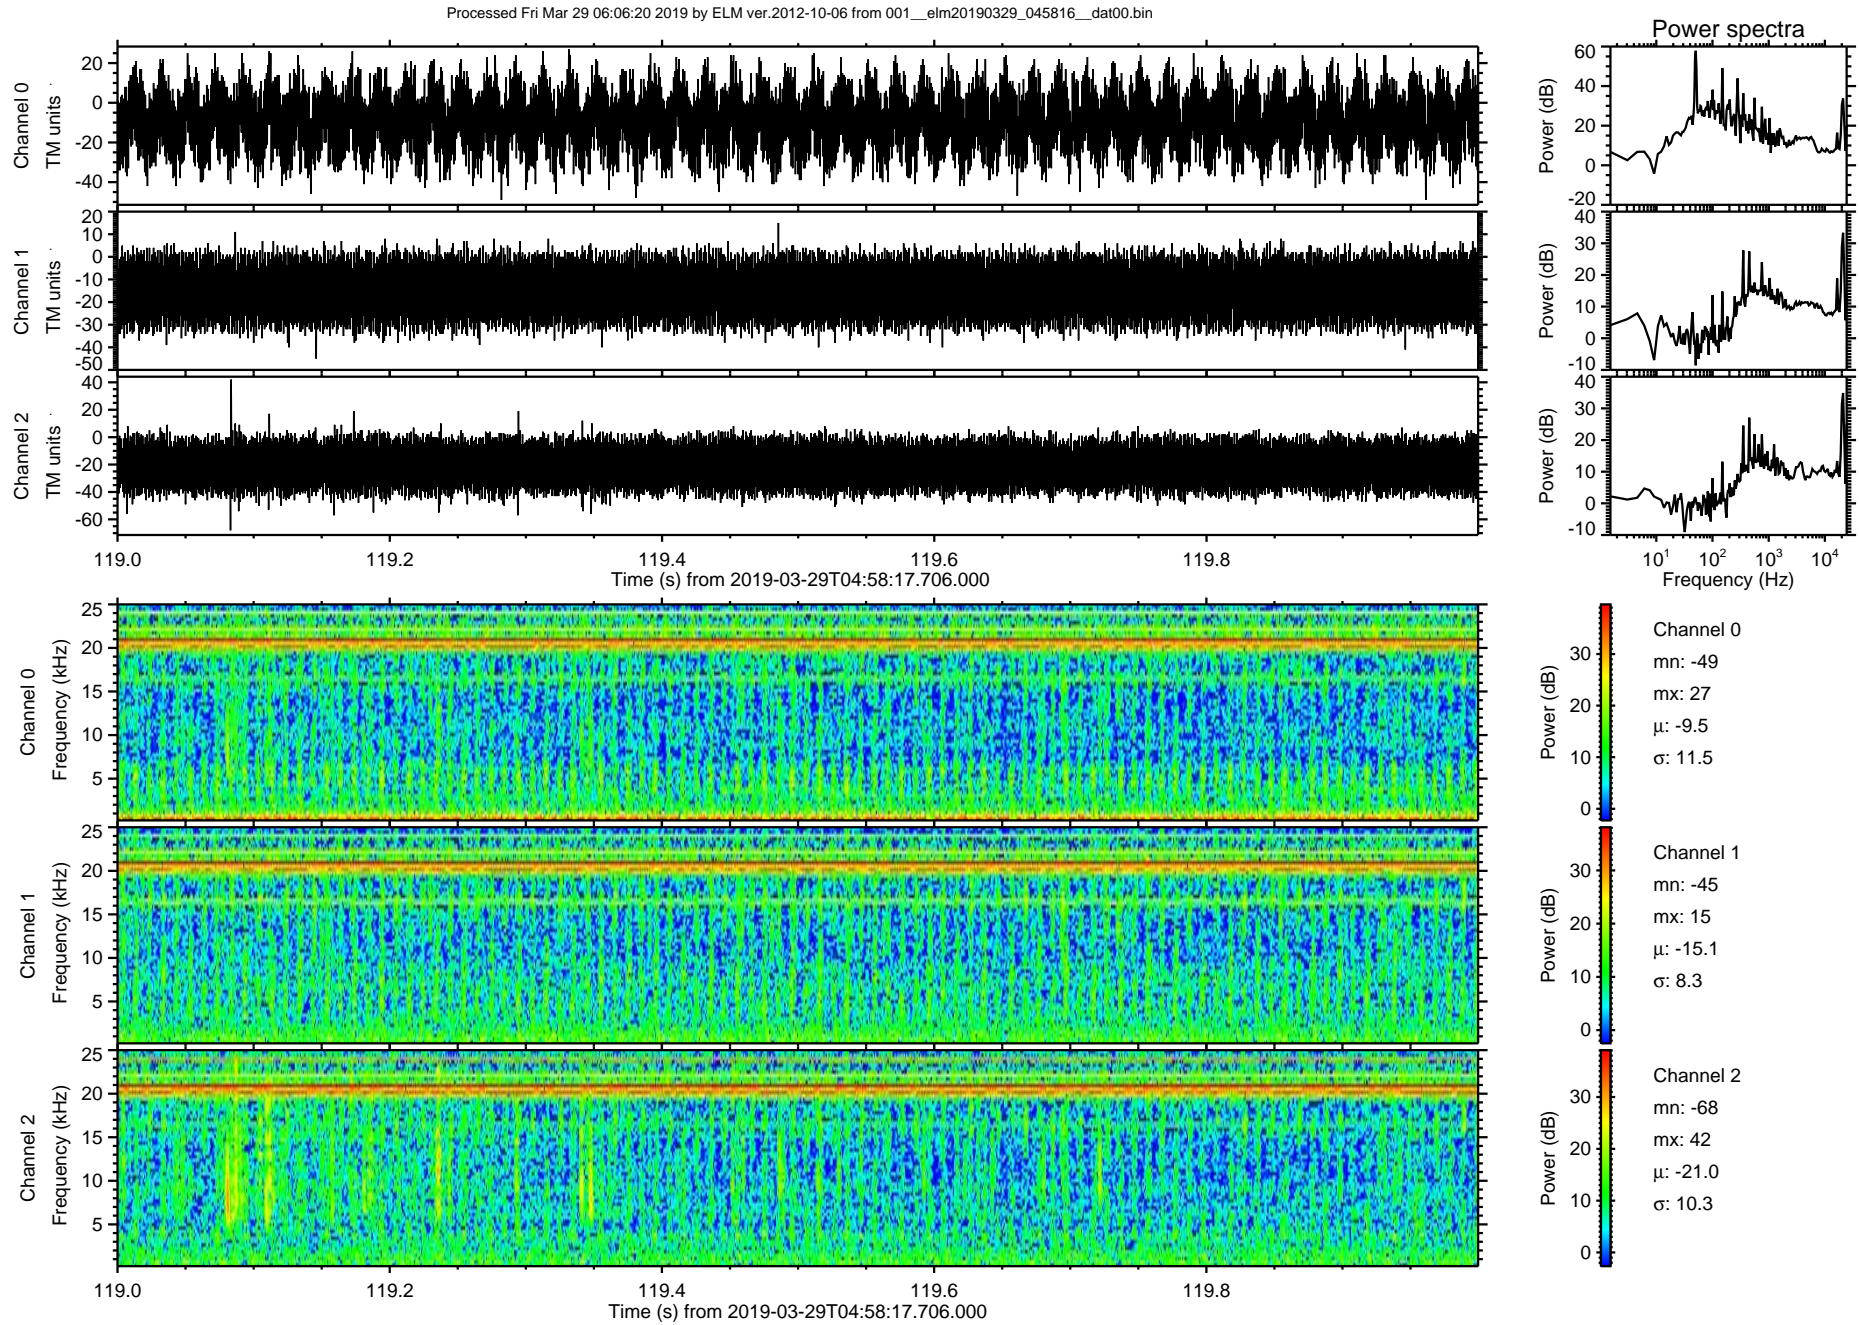 Processed Fri Mar 29 06:06:20 2019 by ELM ver.2012-10-06 from 001__elm20190329_045816__dat00.bin
Power spectra
Channel 0
TM units
20
0
-20
-40
Power (dB)
60
40
20
0
-20
Channel 1
TM units
20
10
0
-10
-20
-30
-40
-50
Power (dB)
40
30
20
10
0
-10
Channel 2
TM units
40
20
0
-20
-40
-60
Power (dB)
40
30
20
10
0
-10
119.0 119.2 119.4 119.6 119.8
Time (s) from 2019-03-29T04:58:17.706.000
10¹ 10² 10³ 10⁴
Frequency (Hz)
Channel 0
Frequency (kHz)
25
20
15
10
5
Power (dB)
30
20
10
0
Channel 0
mn: -49
mx: 27
μ: -9.5
σ: 11.5
Channel 1
Frequency (kHz)
25
20
15
10
5
Power (dB)
30
20
10
0
Channel 1
mn: -45
mx: 15
μ: -15.1
σ: 8.3
Channel 2
Frequency (kHz)
25
20
15
10
5
Power (dB)
30
20
10
0
Channel 2
mn: -68
mx: 42
μ: -21.0
σ: 10.3
119.0 119.2 119.4 119.6 119.8
Time (s) from 2019-03-29T04:58:17.706.000